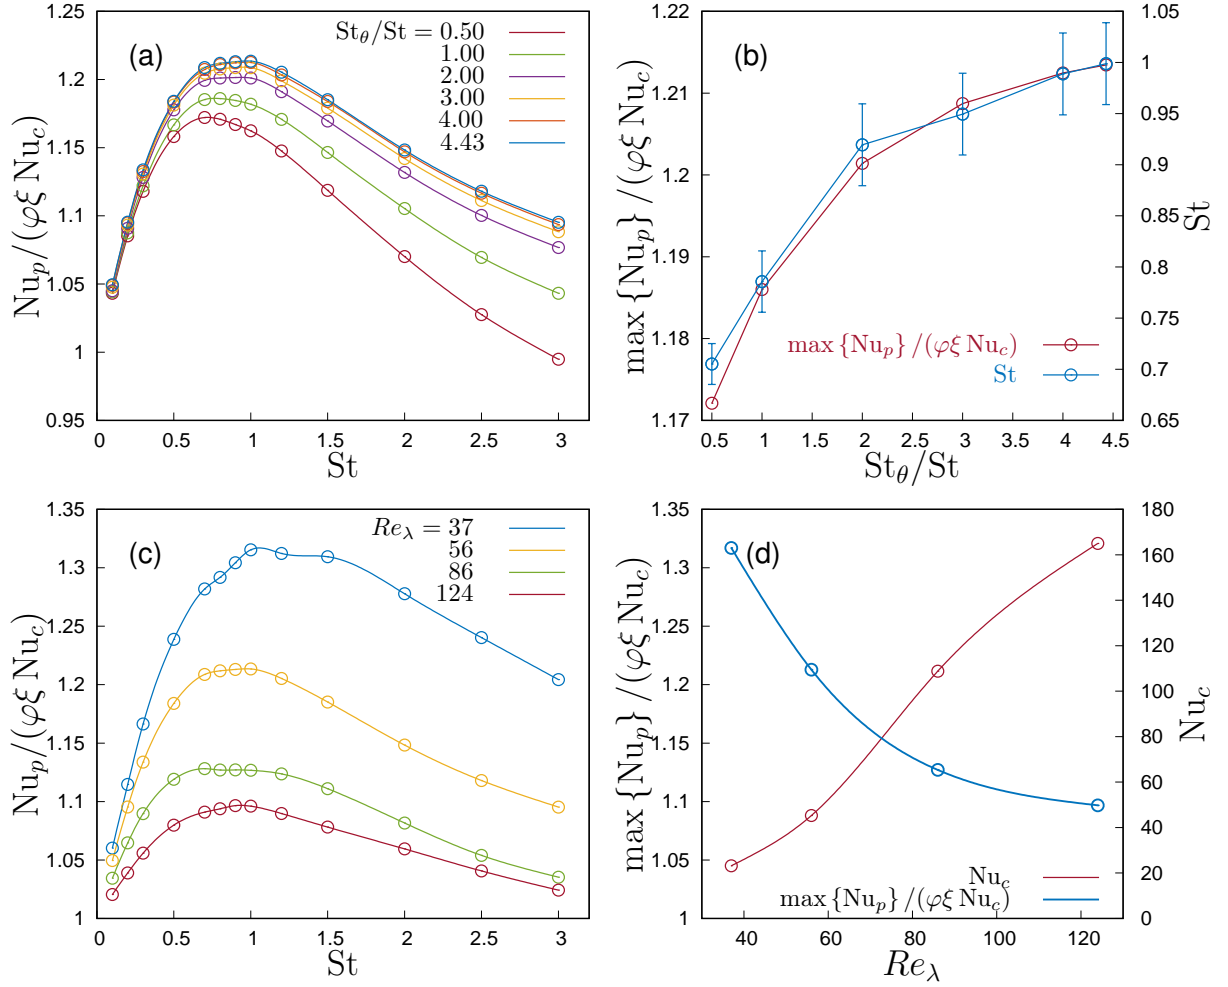 (a)
St_θ/St = 0.50
1.00
2.00
3.00
4.00
4.43
Nu_p/(φξ Nu_c)
1.25
1.2
1.15
1.1
1.05
1
0.95
0 0.5 1 1.5 2 2.5 3
St
(b)
max {Nu_p} /(φξ Nu_c)
1.22
1.21
1.2
1.19
1.18
1.17
max {Nu_p} /(φξ Nu_c)
St
1.05
1
0.95
0.9
0.85
0.8
0.75
0.7
0.65
St
0.5 1 1.5 2 2.5 3 3.5 4 4.5
St_θ/St
(c)
Re_λ = 37
56
86
124
Nu_p/(φξ Nu_c)
1.35
1.3
1.25
1.2
1.15
1.1
1.05
1
0 0.5 1 1.5 2 2.5 3
St
(d)
max {Nu_p} /(φξ Nu_c)
1.35
1.3
1.25
1.2
1.15
1.1
1.05
1
Nu_c
max {Nu_p} /(φξ Nu_c)
180
160
140
120
100
80
60
40
20
0
Nu_c
40 60 80 100 120
Re_λ